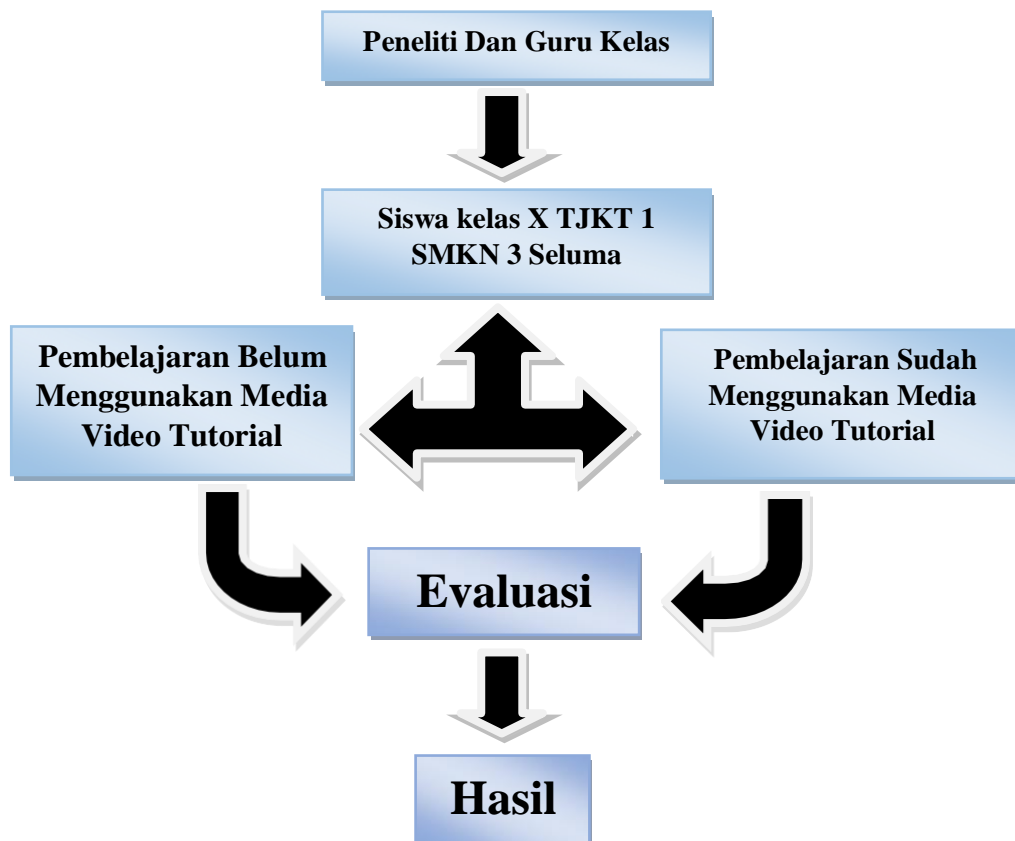 Peneliti Dan Guru Kelas
Siswa kelas X TJKT 1
SMKN 3 Seluma
Pembelajaran Belum
Menggunakan Media
Video Tutorial
Pembelajaran Sudah
Menggunakan Media
Video Tutorial
Evaluasi
Hasil